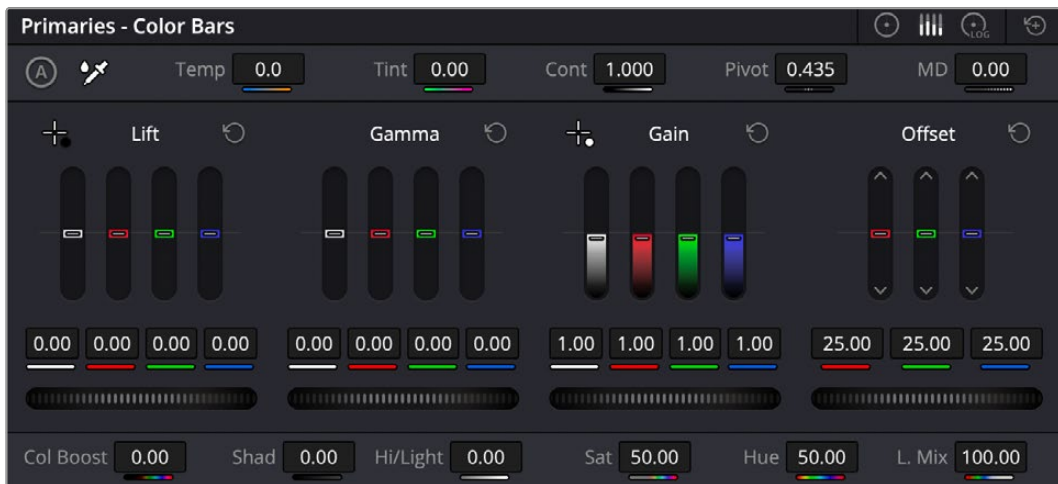 Primaries - Color Bars LOG
A Temp 0.0 Tint 0.00 Cont 1.000 Pivot 0.435 MD 0.00
Lift Gamma Gain Offset
0.00 0.00 0.00 0.00 0.00 0.00 0.00 0.00 1.00 1.00 1.00 1.00 25.00 25.00 25.00
Col Boost 0.00 Shad 0.00 Hi/Light 0.00 Sat 50.00 Hue 50.00 L. Mix 100.00